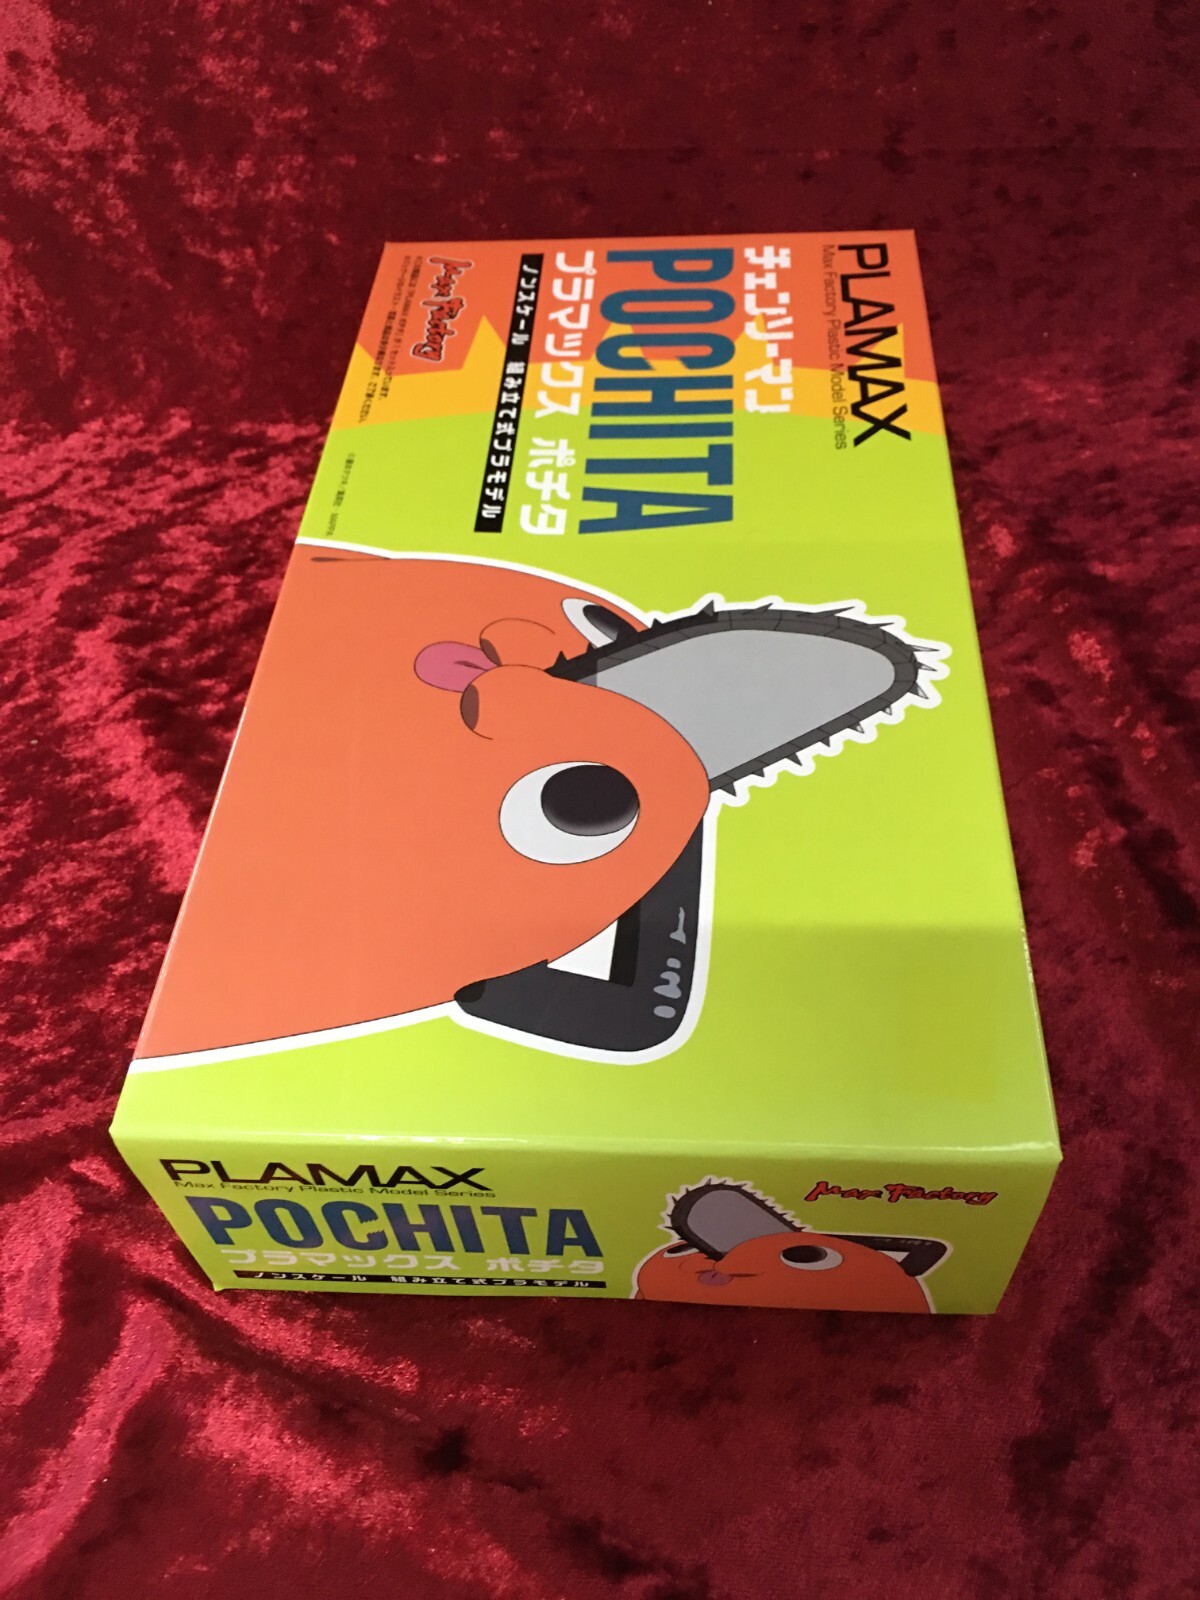 PLAMAX
Max Factory Plastic Model Series
チェンソーマン
POCHITA
プラマックス ポチタ
ノンスケール 組み立て式プラモデル
Max Factory
PLAMAX
Max Factory Plastic Model Series
POCHITA
プラマックス ポチタ
ノンスケール 組み立て式プラモデル
Max Factory